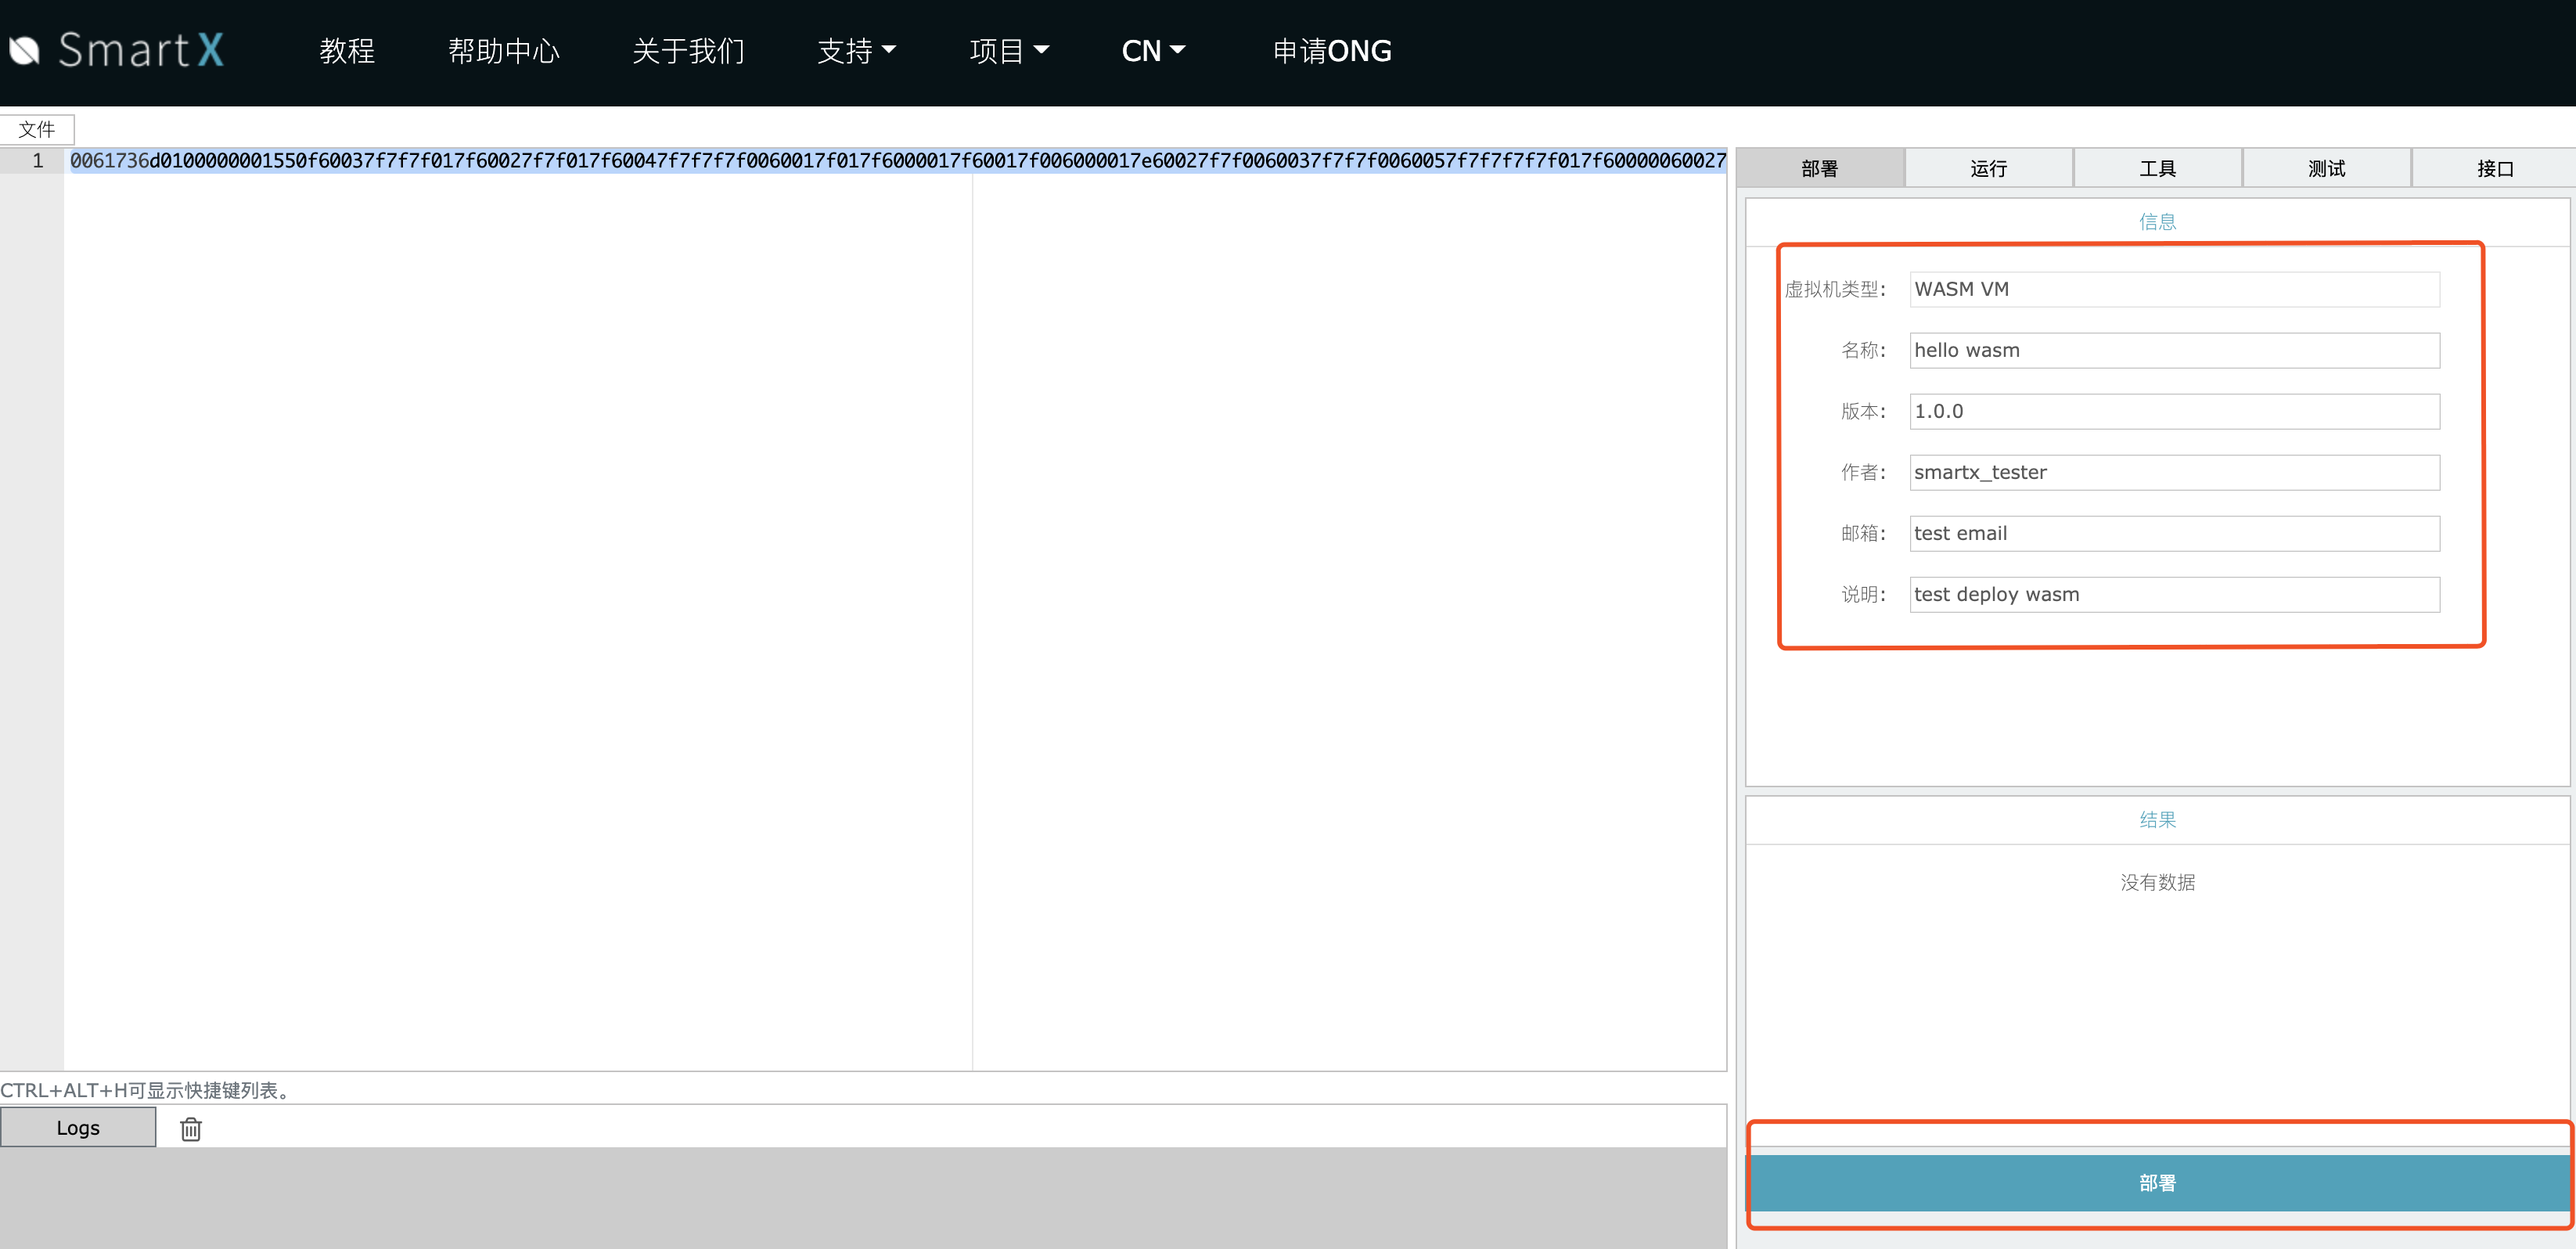 SmartX 教程 帮助中心 关于我们 支持 项目 CN 申请ONG
文件
1 0061736d0100000001550f60037f7f7f017f60027f7f017f60047f7f7f7f0060017f017f6000017f60017f006000017e60027f7f0060037f7f7f0060057f7f7f7f7f017f60000060027
部署 运行 工具 测试 接口
信息
虚拟机类型: WASM VM
名称: hello wasm
版本: 1.0.0
作者: smartx_tester
邮箱: test email
说明: test deploy wasm
结果
没有数据
部署
CTRL+ALT+H可显示快捷键列表。
Logs